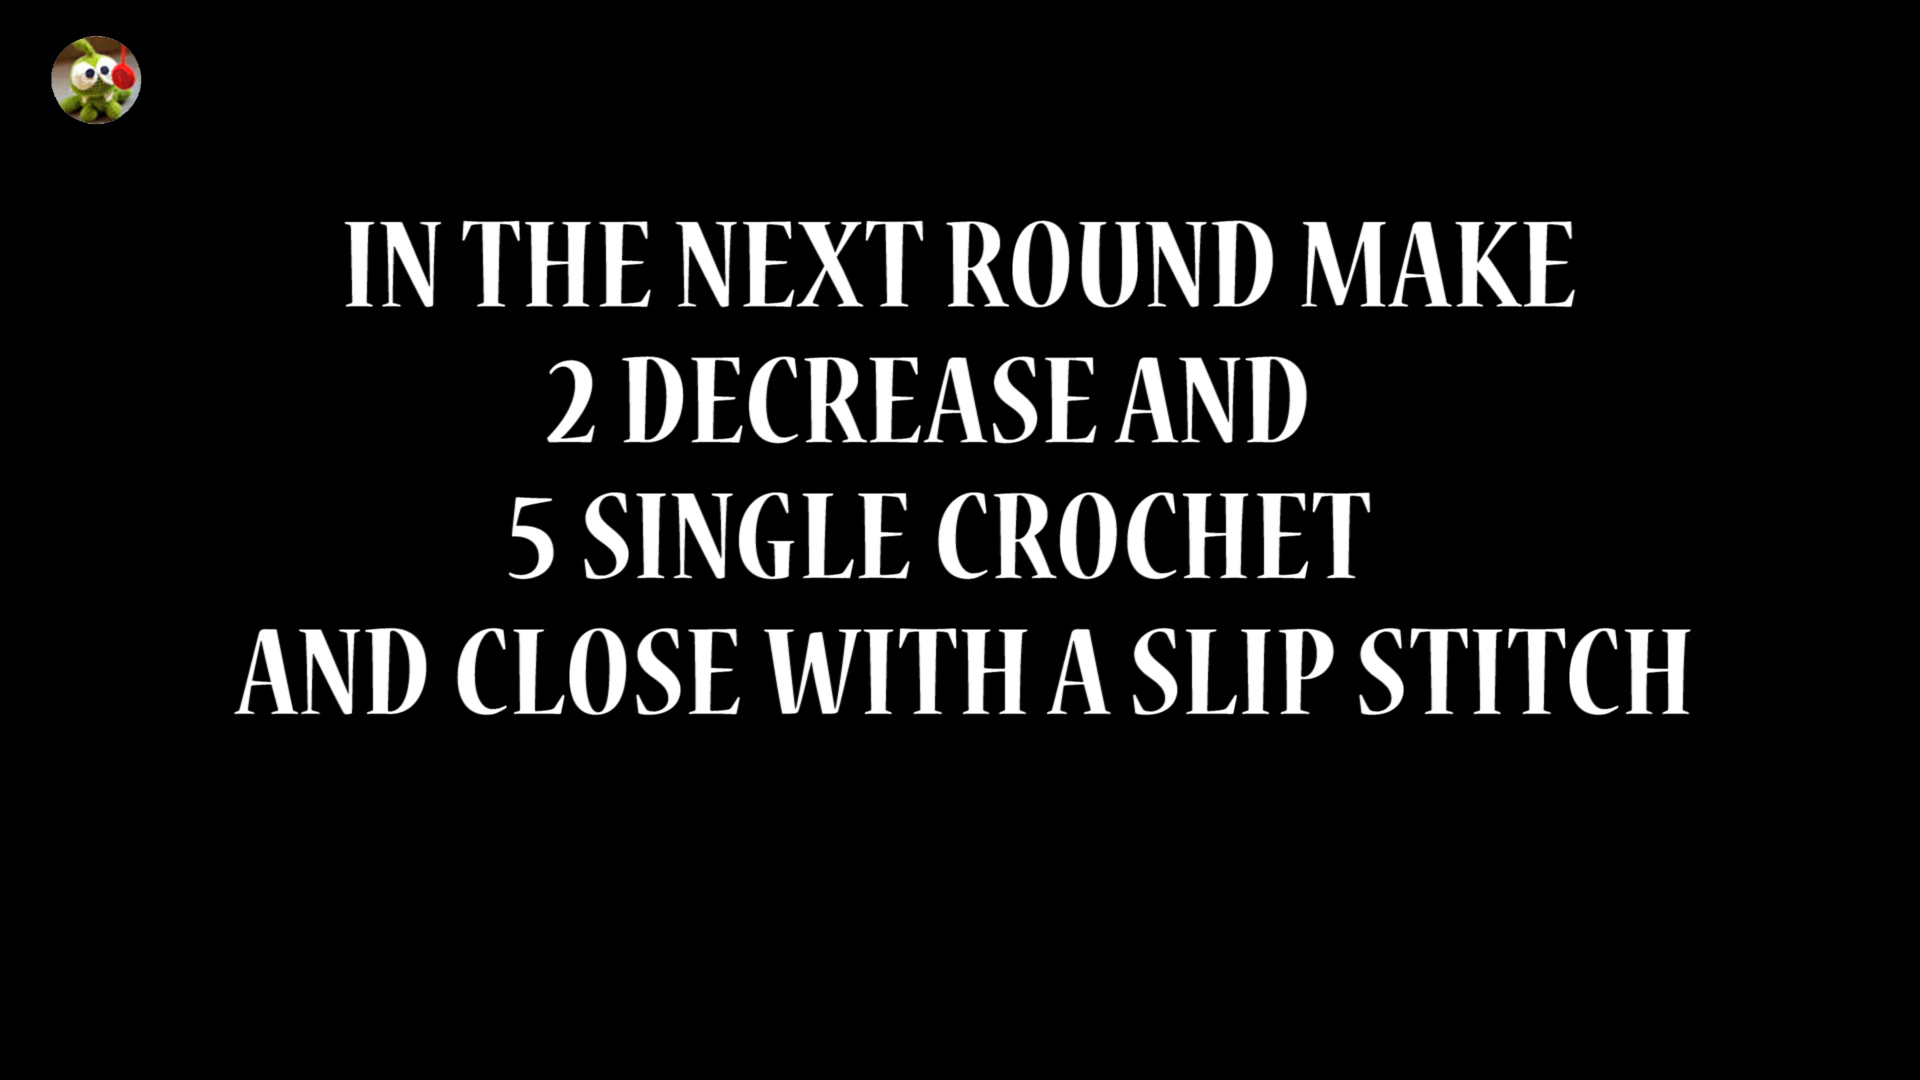 IN THE NEXT ROUND MAKE
2 DECREASE AND
5 SINGLE CROCHET
AND CLOSE WITH A SLIP STITCH